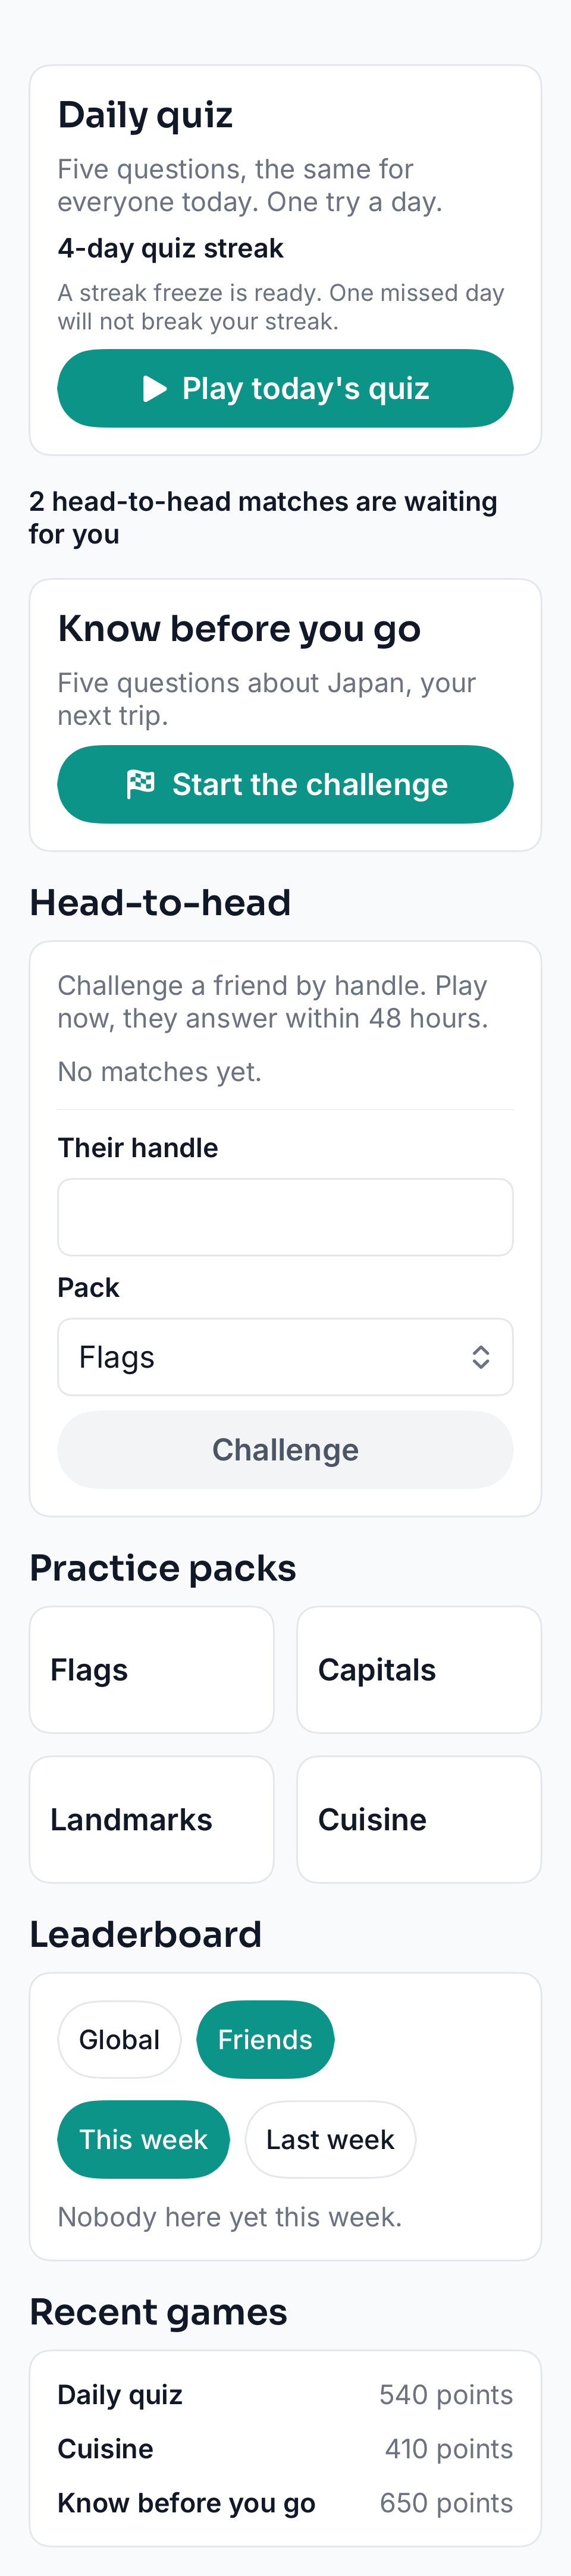 Daily quiz
Five questions, the same for
everyone today. One try a day.
4-day quiz streak
A streak freeze is ready. One missed day
will not break your streak.
Play today's quiz
2 head-to-head matches are waiting
for you
Know before you go
Five questions about Japan, your
next trip.
Start the challenge
Head-to-head
Challenge a friend by handle. Play
now, they answer within 48 hours.
No matches yet.
Their handle
Pack
Flags
Challenge
Practice packs
Flags
Capitals
Landmarks
Cuisine
Leaderboard
Global
Friends
This week
Last week
Nobody here yet this week.
Recent games
Daily quiz 540 points
Cuisine 410 points
Know before you go 650 points